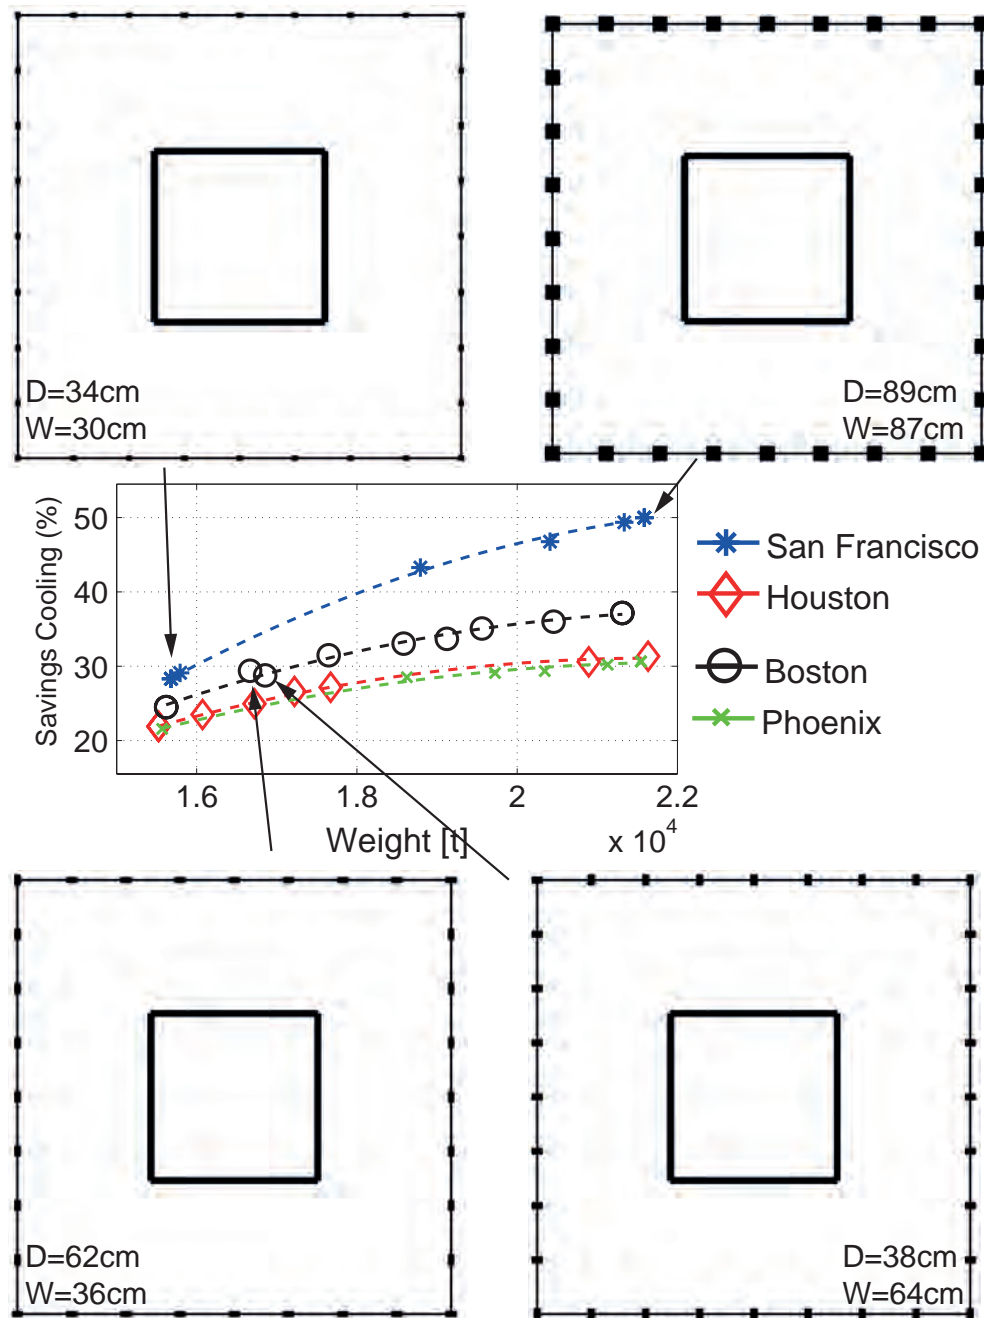 D=34cm
W=30cm
D=89cm
W=87cm
Savings Cooling (%)
50
40
30
20
1.6
1.8
2
2.2
Weight [t]
x 10^4
San Francisco
Houston
Boston
Phoenix
D=62cm
W=36cm
D=38cm
W=64cm